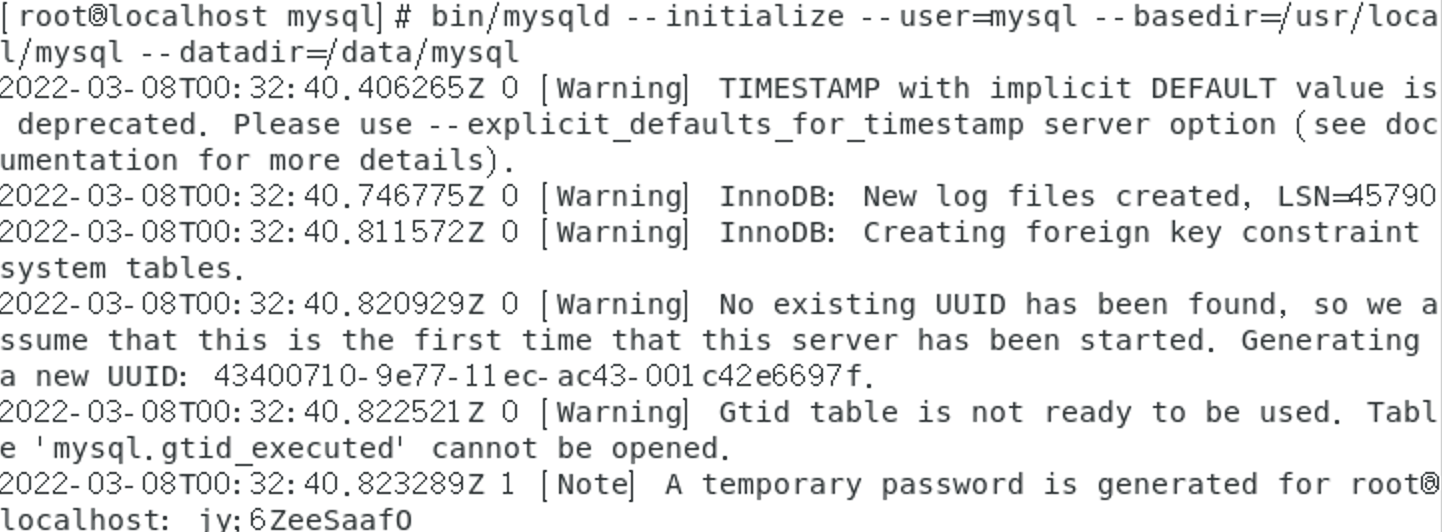 [root@localhost mysql]# bin/mysqld --initialize --user=mysql --basedir=/usr/loca
l/mysql --datadir=/data/mysql
2022-03-08T00:32:40.406265Z 0 [Warning] TIMESTAMP with implicit DEFAULT value is
 deprecated. Please use --explicit_defaults_for_timestamp server option (see doc
umentation for more details).
2022-03-08T00:32:40.746775Z 0 [Warning] InnoDB: New log files created, LSN=45790
2022-03-08T00:32:40.811572Z 0 [Warning] InnoDB: Creating foreign key constraint
system tables.
2022-03-08T00:32:40.820929Z 0 [Warning] No existing UUID has been found, so we a
ssume that this is the first time that this server has been started. Generating
a new UUID: 43400710-9e77-11ec-ac43-001c42e6697f.
2022-03-08T00:32:40.822521Z 0 [Warning] Gtid table is not ready to be used. Tabl
e 'mysql.gtid_executed' cannot be opened.
2022-03-08T00:32:40.823289Z 1 [Note] A temporary password is generated for root@
localhost: jy;6ZeeSaafO